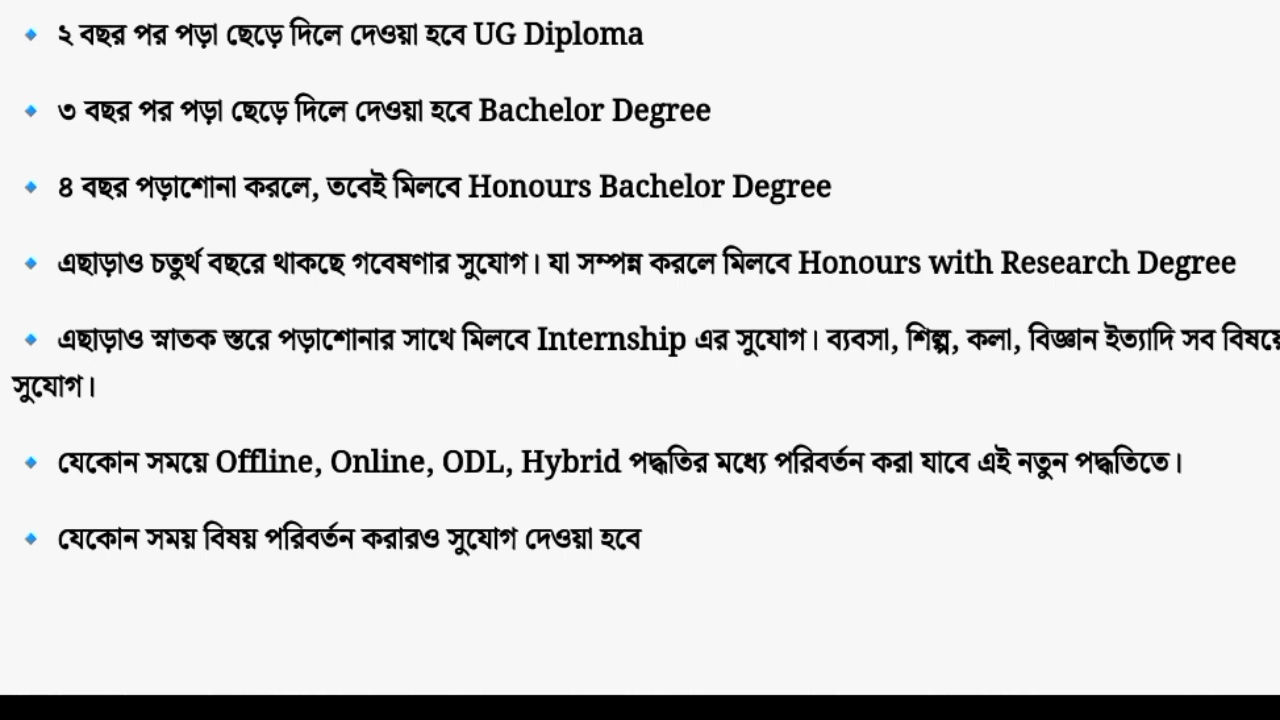 🔹 ২ বছর পর পড়া ছেড়ে দিলে দেওয়া হবে UG Diploma
🔹 ৩ বছর পর পড়া ছেড়ে দিলে দেওয়া হবে Bachelor Degree
🔹 ৪ বছর পড়াশোনা করলে, তবেই মিলবে Honours Bachelor Degree
🔹 এছাড়াও চতুর্থ বছরে থাকছে গবেষণার সুযোগ। যা সম্পন্ন করলে মিলবে Honours with Research Degree
🔹 এছাড়াও স্নাতক স্তরে পড়াশোনার সাথে মিলবে Internship এর সুযোগ। ব্যবসা, শিল্প, কলা, বিজ্ঞান ইত্যাদি সব বিষয়ে
সুযোগ।
🔹 যেকোন সময়ে Offline, Online, ODL, Hybrid পদ্ধতির মধ্যে পরিবর্তন করা যাবে এই নতুন পদ্ধতিতে।
🔹 যেকোন সময় বিষয় পরিবর্তন করারও সুযোগ দেওয়া হবে